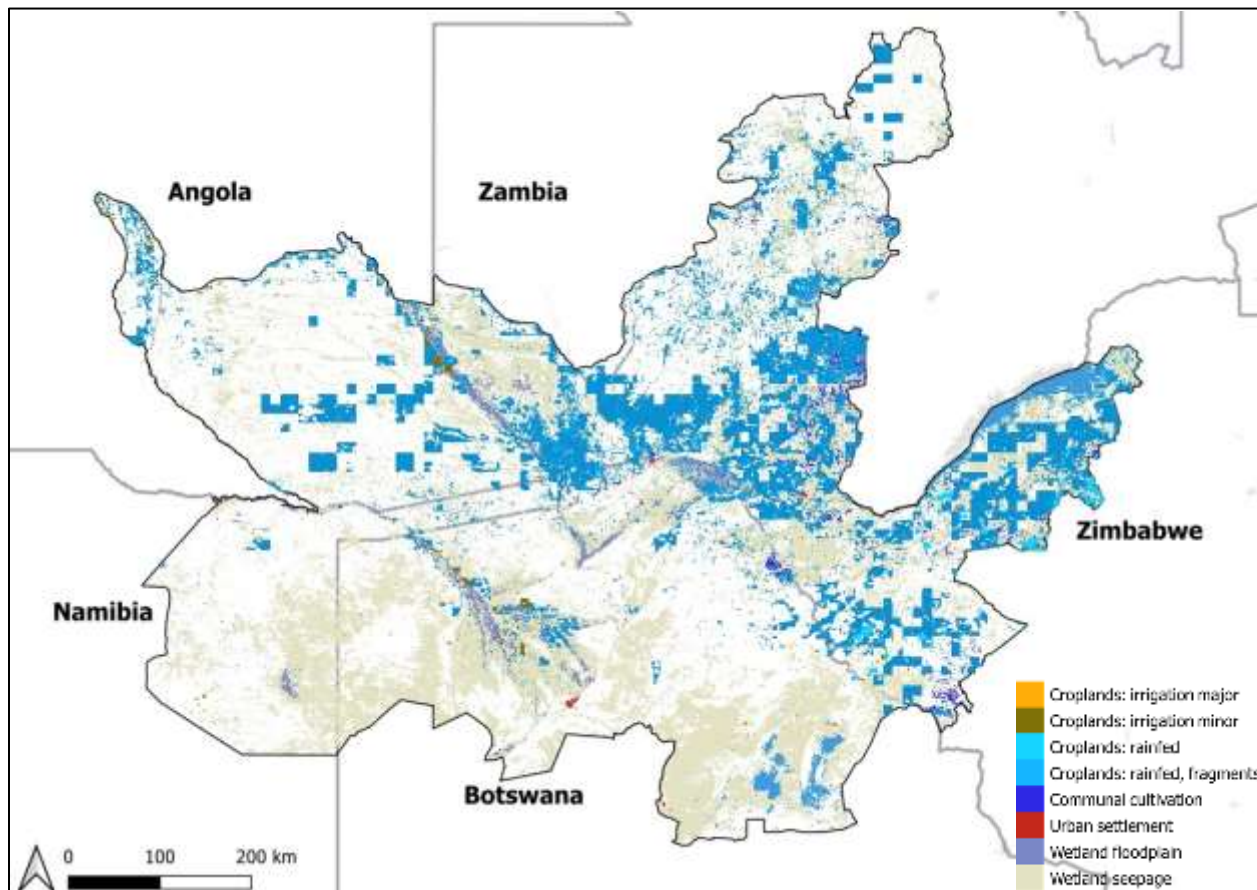 Angola
Zambia
Zimbabwe
Namibia
Botswana
Croplands: irrigation major
Croplands: irrigation minor
Croplands: rainfed
Croplands: rainfed, fragments
Communal cultivation
Urban settlement
Wetland floodplain
Wetland seepage
0 100 200 km